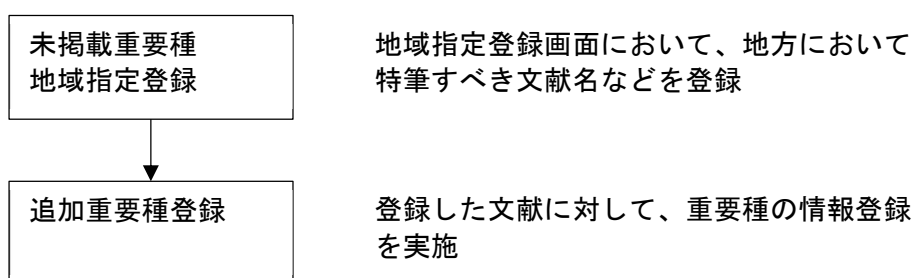 未掲載重要種
地域指定登録
地域指定登録画面において、地方において
特筆すべき文献名などを登録
追加重要種登録
登録した文献に対して、重要種の情報登録
を実施